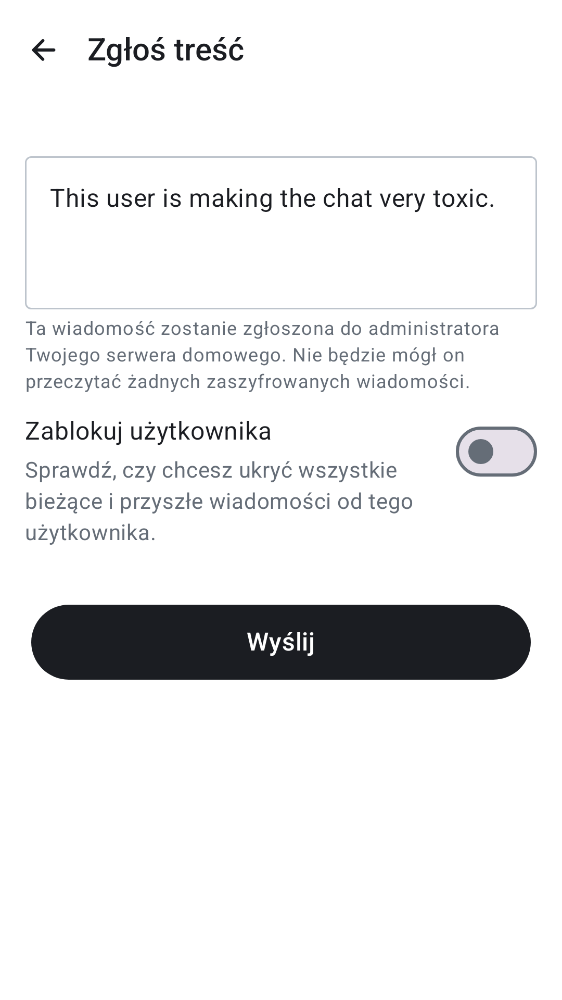 Zgłoś treść
This user is making the chat very toxic.
Ta wiadomość zostanie zgłoszona do administratora
Twojego serwera domowego. Nie będzie mógł on
przeczytać żadnych zaszyfrowanych wiadomości.
Zablokuj użytkownika
Sprawdź, czy chcesz ukryć wszystkie
bieżące i przyszłe wiadomości od tego
użytkownika.
Wyślij